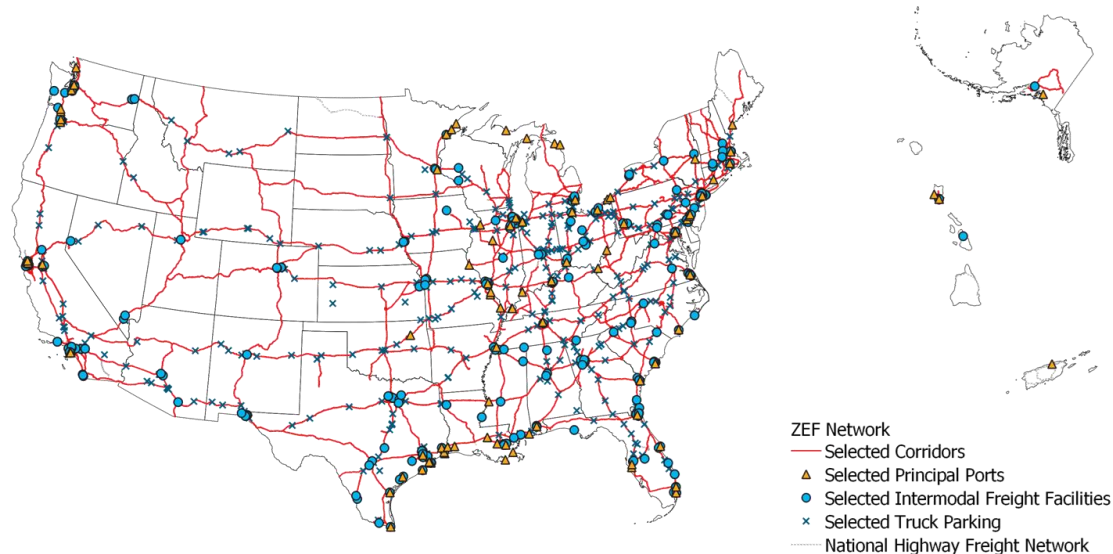 ZEF Network
Selected Corridors
Selected Principal Ports
Selected Intermodal Freight Facilities
Selected Truck Parking
National Highway Freight Network